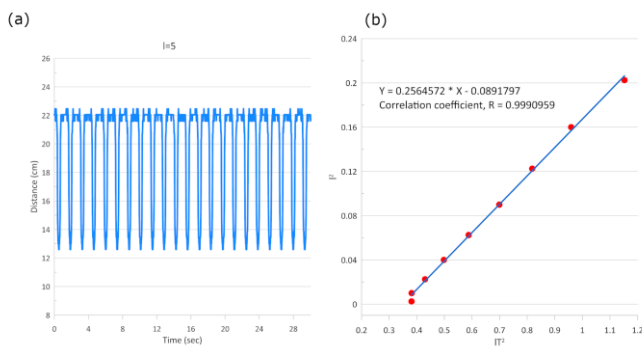 (a)
l=5
26
24
22
20
18
16
14
12
10
8
Distance (cm)
0 4 8 12 16 20 24 28
Time (sec)
(b)
0.24
0.2
0.16
0.12
0.08
0.04
0
l²
Y = 0.2564572 * X - 0.0891797
Correlation coefficient, R = 0.9990959
0.2 0.3 0.4 0.5 0.6 0.7 0.8 0.9 1 1.1 1.2
lT²